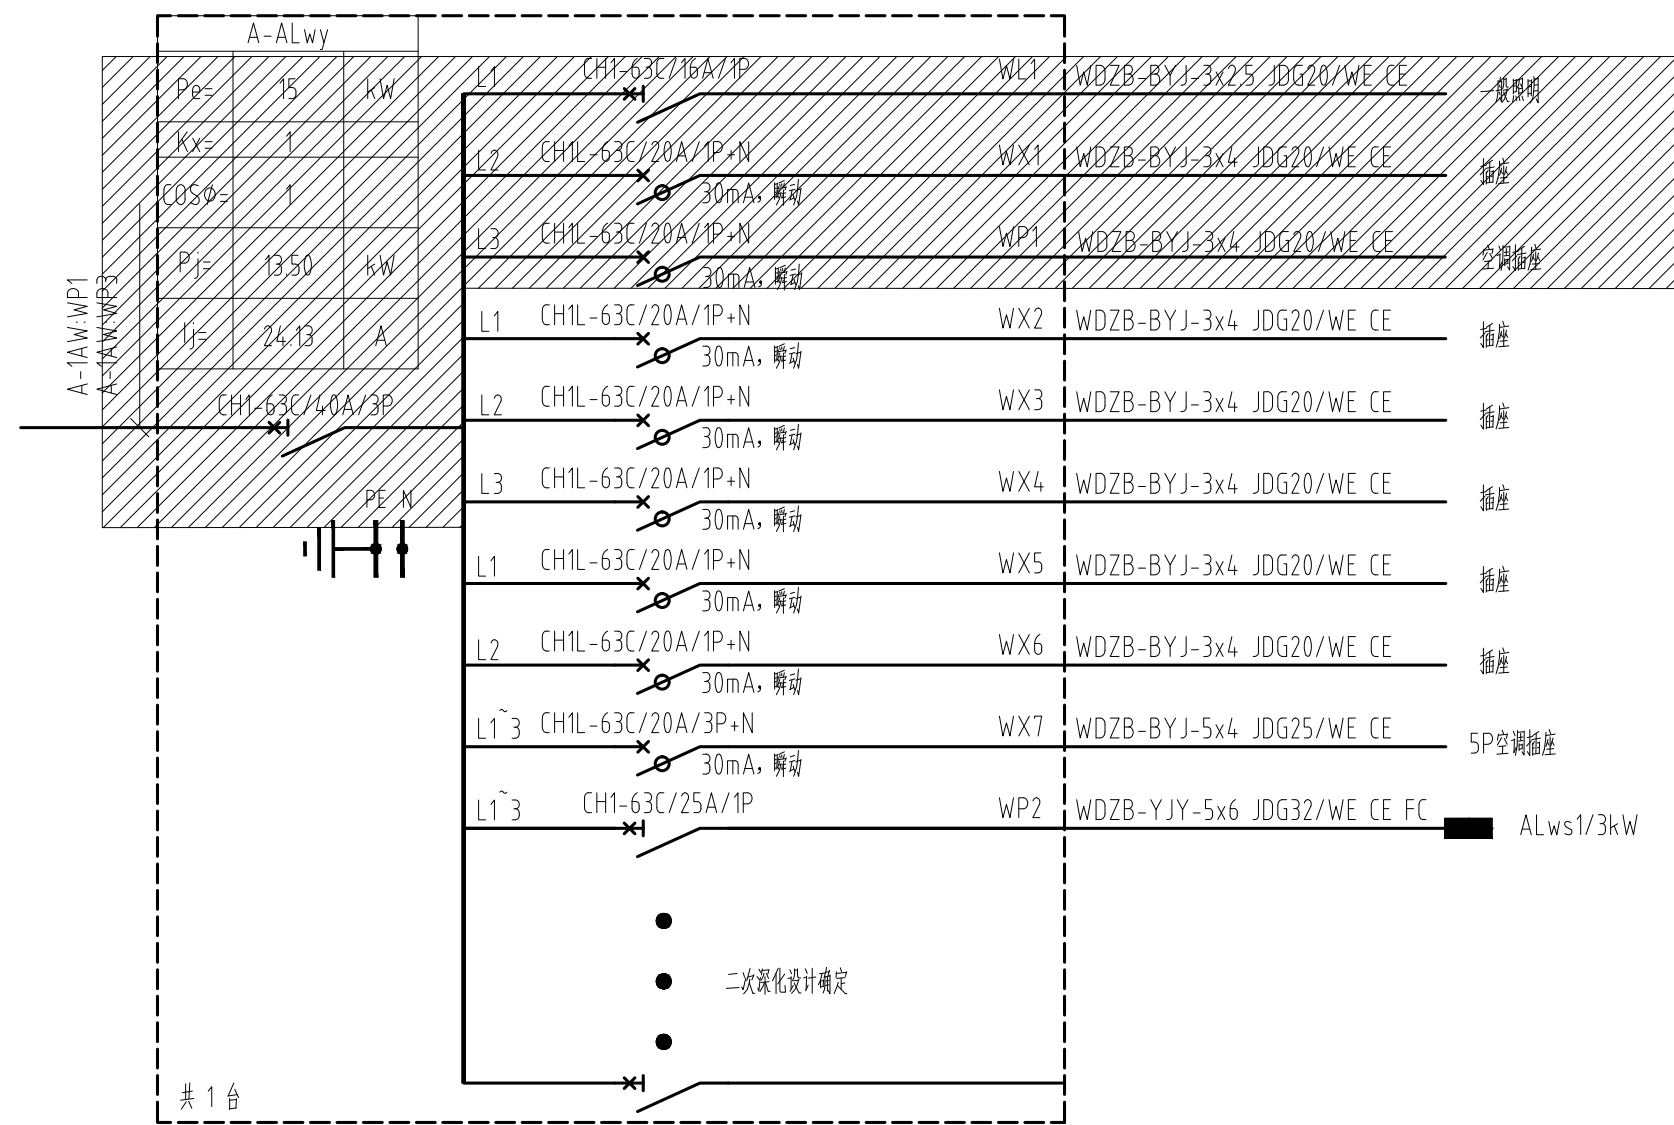 A-ALwy
Pe= 15 kW
Kx= 1
COSØ= 1
Pj= 13.50 kW
Ij= 24.13 A
A-1AW:WP1
A-1AW:WP3
CH1-63C/40A/3P
PE N
L1 CH1-63C/16A/1P WL1 WDZB-BYJ-3x2.5 JDG20/WE CE 一般照明
L2 CH1L-63C/20A/1P+N WX1 WDZB-BYJ-3x4 JDG20/WE CE 插座
30mA, 瞬动
L3 CH1L-63C/20A/1P+N WP1 WDZB-BYJ-3x4 JDG20/WE CE 空调插座
30mA, 瞬动
L1 CH1L-63C/20A/1P+N WX2 WDZB-BYJ-3x4 JDG20/WE CE 插座
30mA, 瞬动
L2 CH1L-63C/20A/1P+N WX3 WDZB-BYJ-3x4 JDG20/WE CE 插座
30mA, 瞬动
L3 CH1L-63C/20A/1P+N WX4 WDZB-BYJ-3x4 JDG20/WE CE 插座
30mA, 瞬动
L1 CH1L-63C/20A/1P+N WX5 WDZB-BYJ-3x4 JDG20/WE CE 插座
30mA, 瞬动
L2 CH1L-63C/20A/1P+N WX6 WDZB-BYJ-3x4 JDG20/WE CE 插座
30mA, 瞬动
L1~3 CH1L-63C/20A/3P+N WX7 WDZB-BYJ-5x4 JDG25/WE CE 5P空调插座
30mA, 瞬动
L1~3 CH1-63C/25A/1P WP2 WDZB-YJY-5x6 JDG32/WE CE FC ALws1/3kW
二次深化设计确定
共 1 台